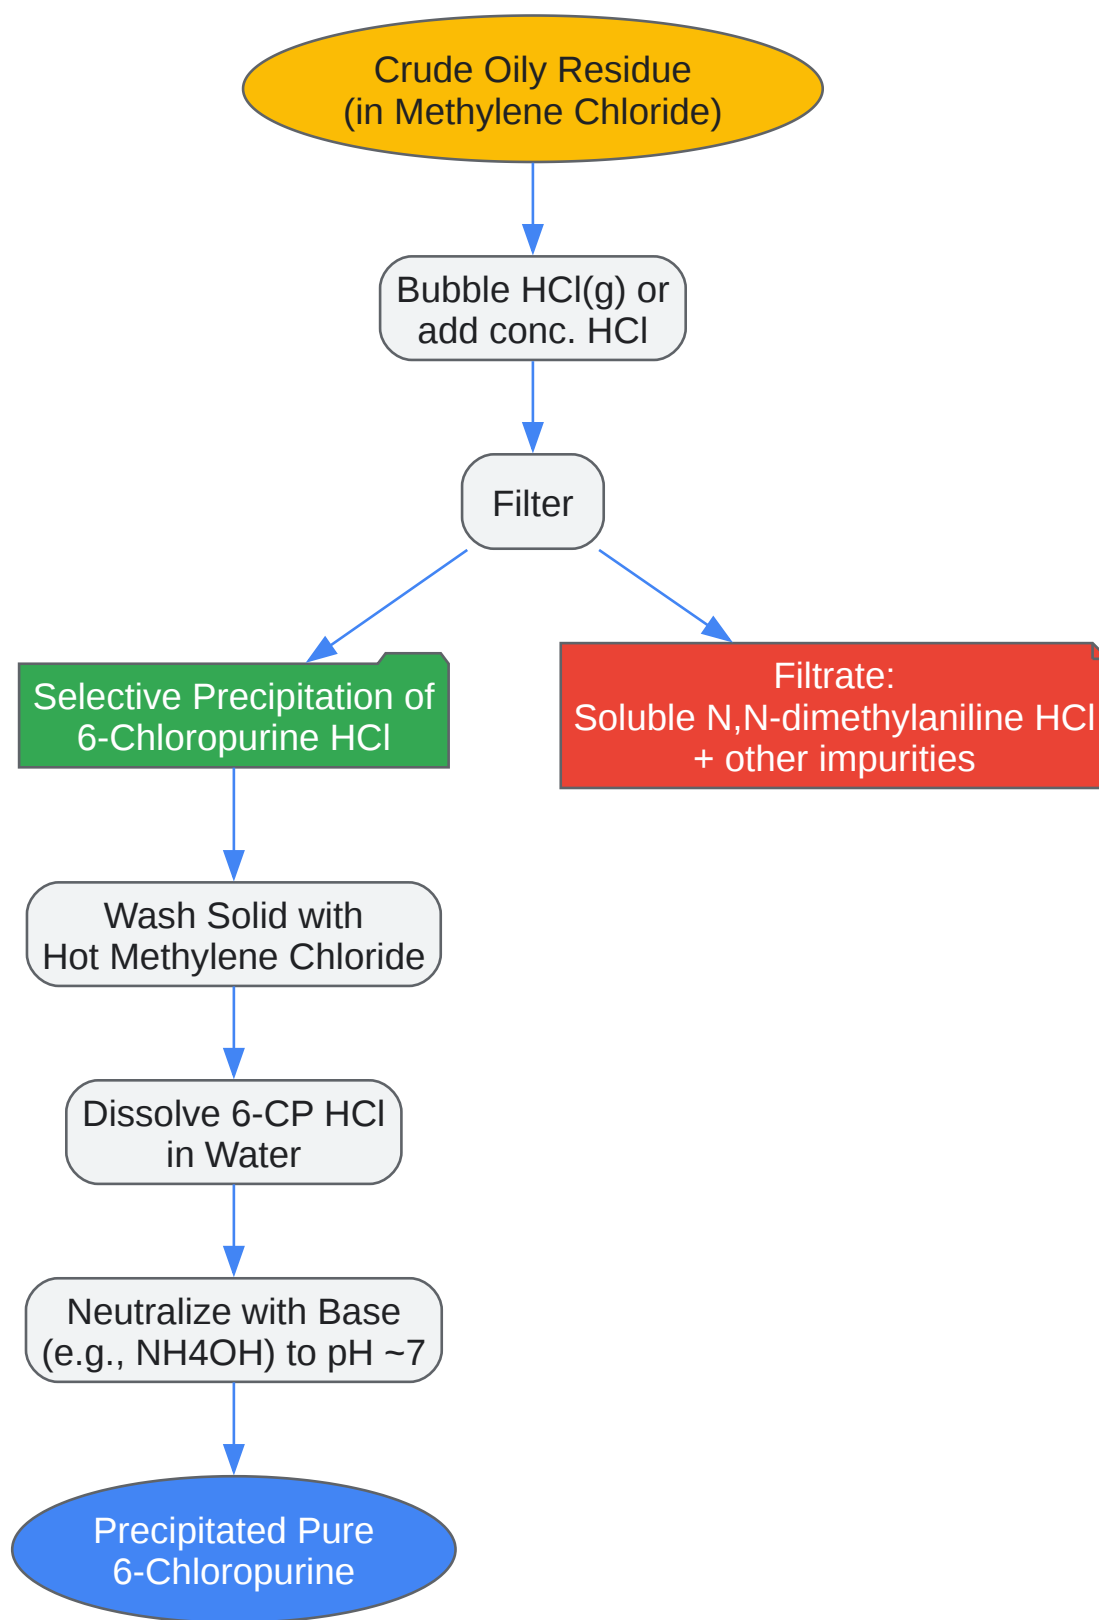 Crude Oily Residue
(in Methylene Chloride)
Bubble HCl(g) or
add conc. HCl
Filter
Selective Precipitation of
6-Chloropurine HCl
Filtrate:
Soluble N,N-dimethylaniline HCl
+ other impurities
Wash Solid with
Hot Methylene Chloride
Dissolve 6-CP HCl
in Water
Neutralize with Base
(e.g., NH4OH) to pH ~7
Precipitated Pure
6-Chloropurine